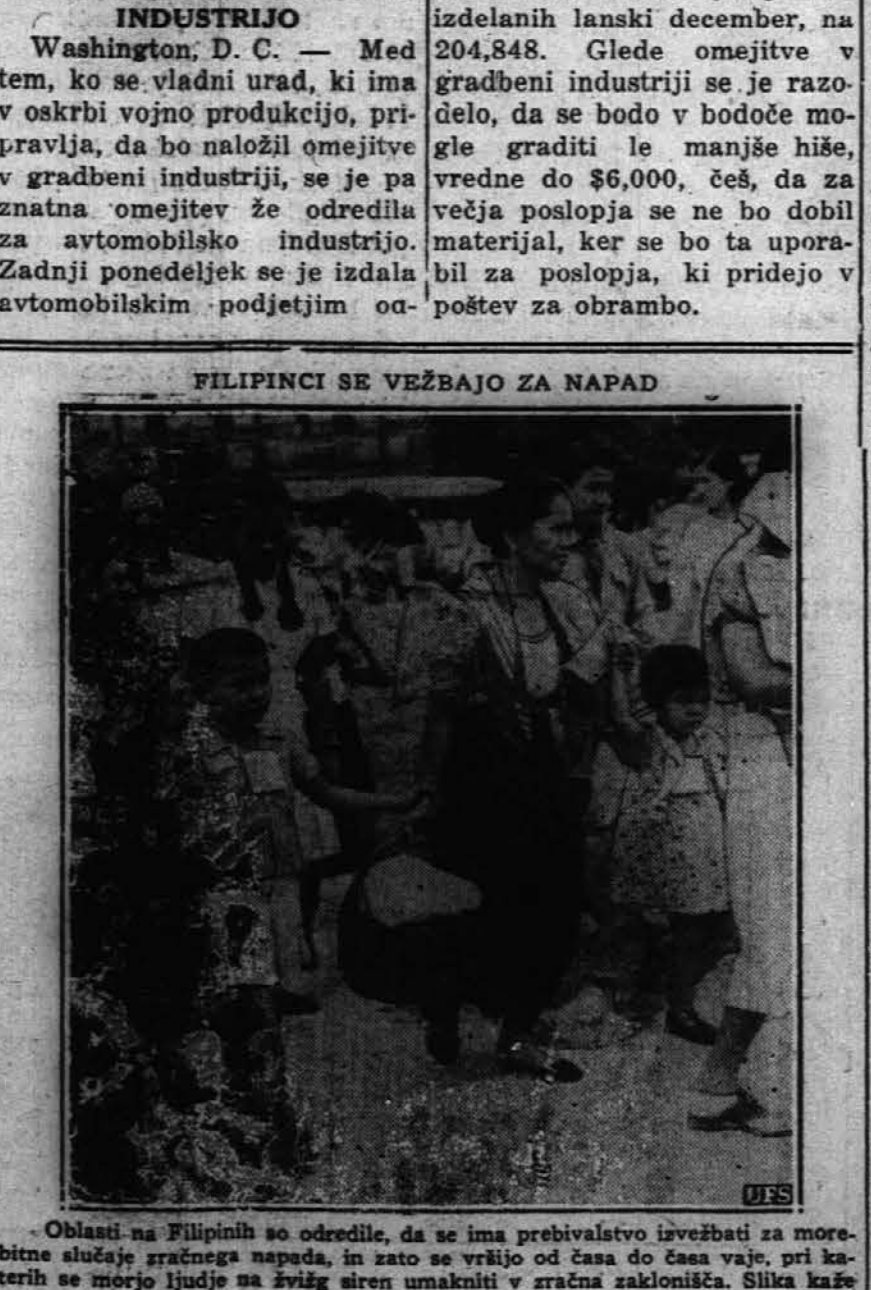 INDUSTRIJO
Washington, D. C. — Med
tem, ko se vladni urad, ki ima
v oskrbi vojno produkcijo, pri-
pravlja, da bo naložil omejitve
v gradbeni industriji, se je pa
znatna omejitev že odredila
za avtomobilsko industrijo.
Zadnji ponedeljek se je izdala
avtomobilskim podjetjim od-
izdelanih lanski december, na
204,848. Glede omejitve v
gradbeni industriji se je razo-
delo, da se bodo v bodoče mo-
gle graditi le manjše hiše,
vredne do $6,000, češ, da za
večja poslopja se ne bo dobil
materijal, ker se bo ta upora-
bil za poslopja, ki pridejo v
poštev za obrambo.
FILIPINCI SE VEŽBAJO ZA NAPAD
UFS
Oblasti na Filipinih so odredile, da se ima prebivalstvo izvežbati za more-
bitne slučaje zračnega napada, in zato se vršijo od časa do časa vaje, pri ka-
terih se morjo ljudje na žvižg siren umakniti v zračna zaklonišča. Slika kaže